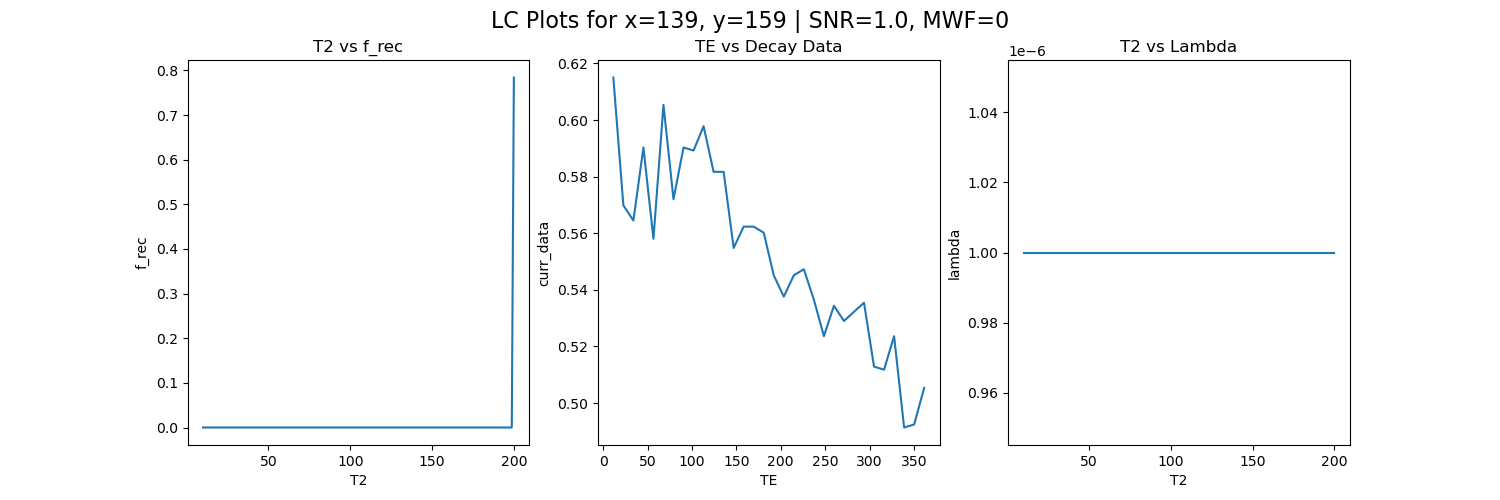 LC Plots for x=139, y=159 | SNR=1.0, MWF=0
T2 vs f_rec
0.8
0.7
0.6
0.5
0.4
0.3
0.2
0.1
0.0
f_rec
50 100 150 200
T2
TE vs Decay Data
0.62
0.60
0.58
0.56
0.54
0.52
0.50
curr_data
0 50 100 150 200 250 300 350
TE
T2 vs Lambda
1e−6
1.04
1.02
1.00
0.98
0.96
lambda
50 100 150 200
T2